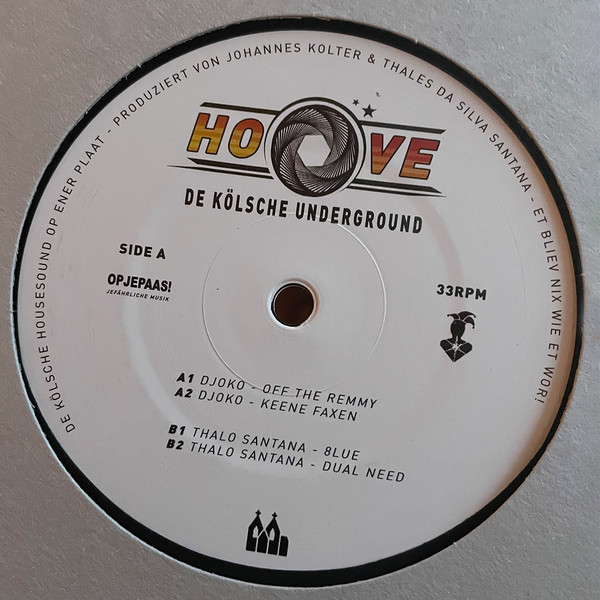 DE KÖLSCHE HOUSESOUND OP ENER PLAAT - PRODUZIERT VON JOHANNES KOLTER & THALES DA SILVA SANTANA - ET BLIEV NIX WIE ET WOR!
HOOVE
DE KÖLSCHE UNDERGROUND
SIDE A
OPJEPAAS!
JEFÄHRLICHE MUSIK
33RPM
A1 DJOKO - OFF THE REMMY
A2 DJOKO - KEENE FAXEN
B1 THALO SANTANA - 8LUE
B2 THALO SANTANA - DUAL NEED